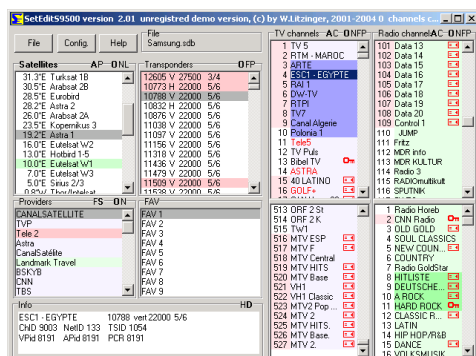 SetEditS9500 version 2.01 unregistred demo version, (c) by W.Litzinger, 2001-2004 0 channels c...
File Config. Help
File
Samsung.sdb
Satellites AP ONL
31.3°E Turksat 1B
30.5°E Arabsat 2B
28.5°E Eurobird
28.2°E Astra 2
26.0°E Arabsat 2A
23.5°E Kopernikus 3
19.2°E Astra 1
16.0°E Eutelsat W2
13.0°E Hotbird 1-5
10.0°E Eutelsat W1
7.0°E Eutelsat W3
5.0°E Sirius 2/3
0.8°W Thor/Intelsat
Transponders OFP
12605 V 27500 3/4
10773 H 22000 5/6
10788 V 22000 5/6
10832 H 22000 5/6
10876 V 22000 5/6
11038 V 22000 5/6
11097 V 22000 5/6
11156 V 22000 5/6
11318 V 22000 5/6
11436 V 22000 5/6
11479 V 22000 5/6
11509 V 22000 5/6
11538 V 22000 5/6
Providers FS ON
CANALSATELLITE
TVP
Tele 2
Astra
CanalSatélite
Landmark Travel
BSKYB
CNN
TBS
FAV
FAV 1
FAV 2
FAV 3
FAV 4
FAV 5
FAV 6
FAV 7
FAV 8
FAV 9
Info HD
ESC1 - EGYPTE 10788 vert 22000 5/6
ChID 9003 NetID 133 TSID 1054
VPid 8191 APid 8191 PCR 8191
TV channels AC ONFP
1 TV 5
2 RTM - MAROC
3 ARTE
4 ESC1 - EGYPTE
5 RAI 1
6 DW-TV
7 RTPI
8 TV7
9 Canal Algerie
10 Polonia 1
11 Tele5
12 TV Puls
13 Bibel TV
14 ASTRA
15 40 LATINO
16 GOLF+
513 ORF 2 St
514 ORF 2 K
515 TW1
516 MTV ESP
517 MTV F
518 MTV Central
519 MTV HITS
520 MTV Base
521 VH1
522 VH1 Classic
523 MTV2 Pop ...
524 MTV 2
525 MTV HITS.
526 MTV Base.
527 MTV 2.
Radio channels AC ONFP
101 Data 13
102 Data 14
103 Data 15
104 Data 16
105 Data 17
106 Data 18
107 Data 19
108 Data 20
109 Control 1
110 JUMP
111 Fritz
112 MDR info
113 MDR KULTUR
114 Radio 3
115 RADIOmultikult
116 SPUTNIK
1 Radio Horeb
2 CNN Radio
3 OLD GOLD
4 SOUL CLASSICS
5 NEW COUN...
6 COUNTRY
7 Radio GoldStar
8 HITLISTE
9 DEUTSCHE...
10 A ROCK
11 HARD ROCK
12 CLASSIC R...
13 LATIN
14 HIP HOP/R&B
15 DANCE
16 VOLKSMUSIK